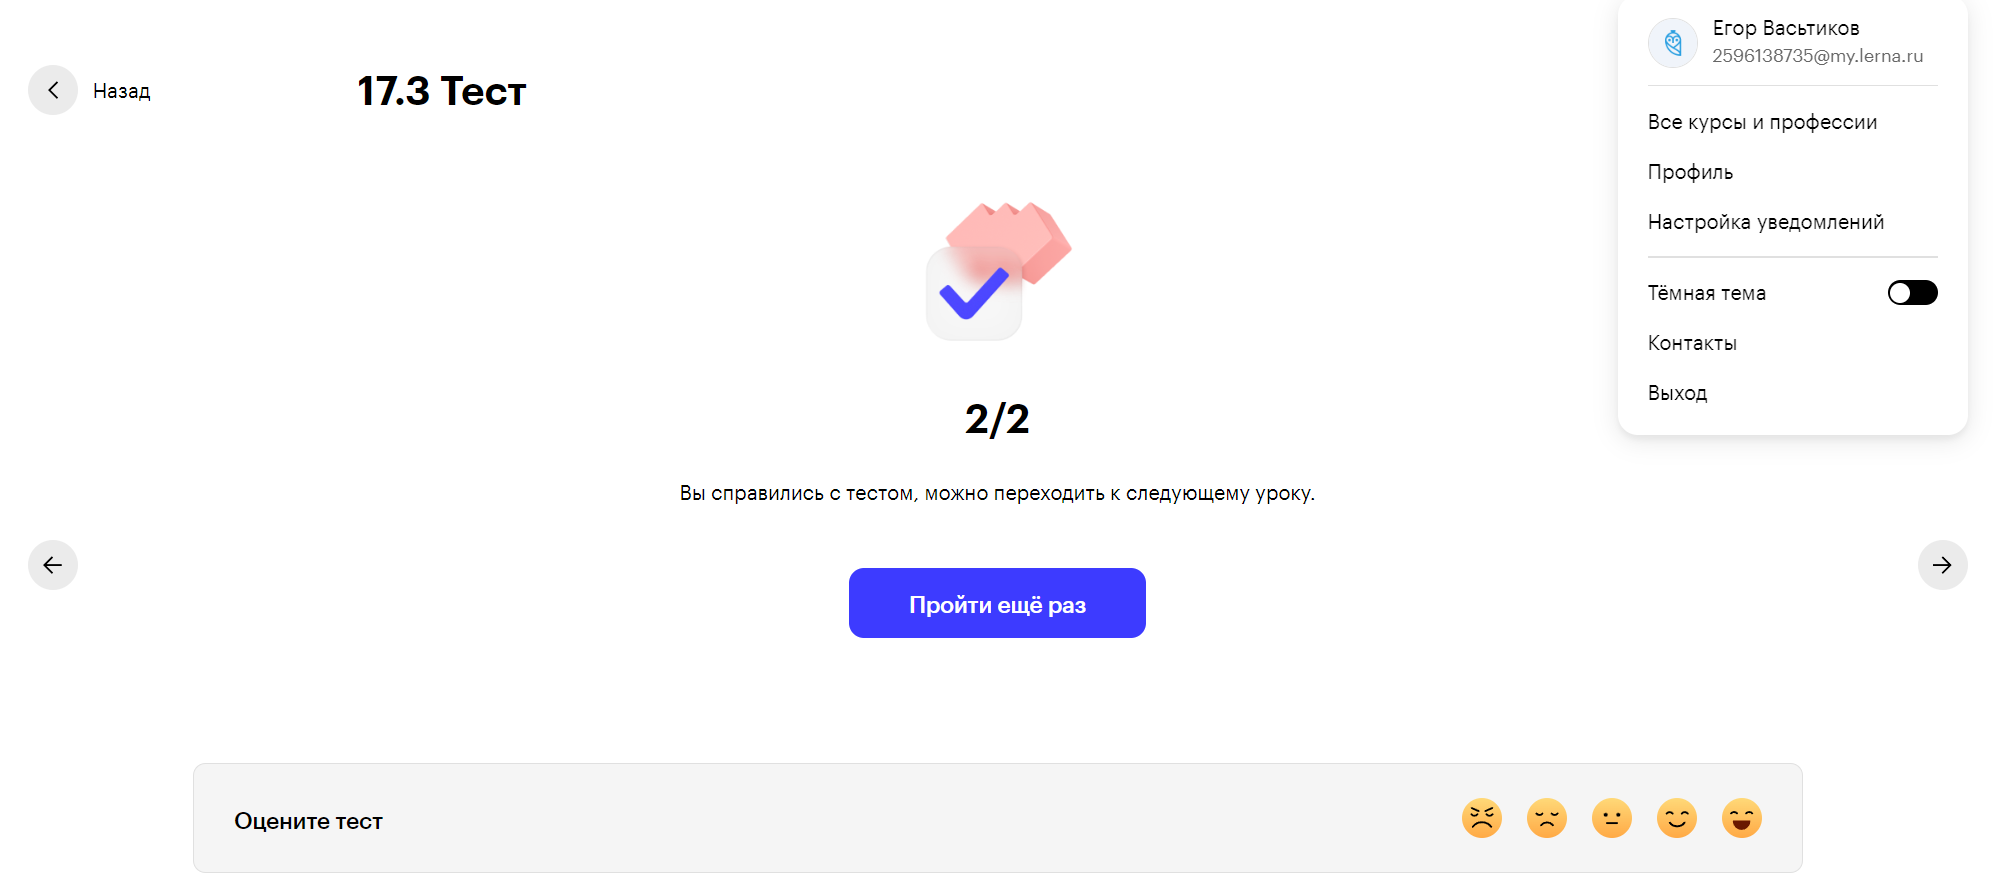 Назад
17.3 Тест
Егор Васьтиков
2596138735@my.lerna.ru
Все курсы и профессии
Профиль
Настройка уведомлений
Тёмная тема
Контакты
Выход
2/2
Вы справились с тестом, можно переходить к следующему уроку.
Пройти ещё раз
Оцените тест